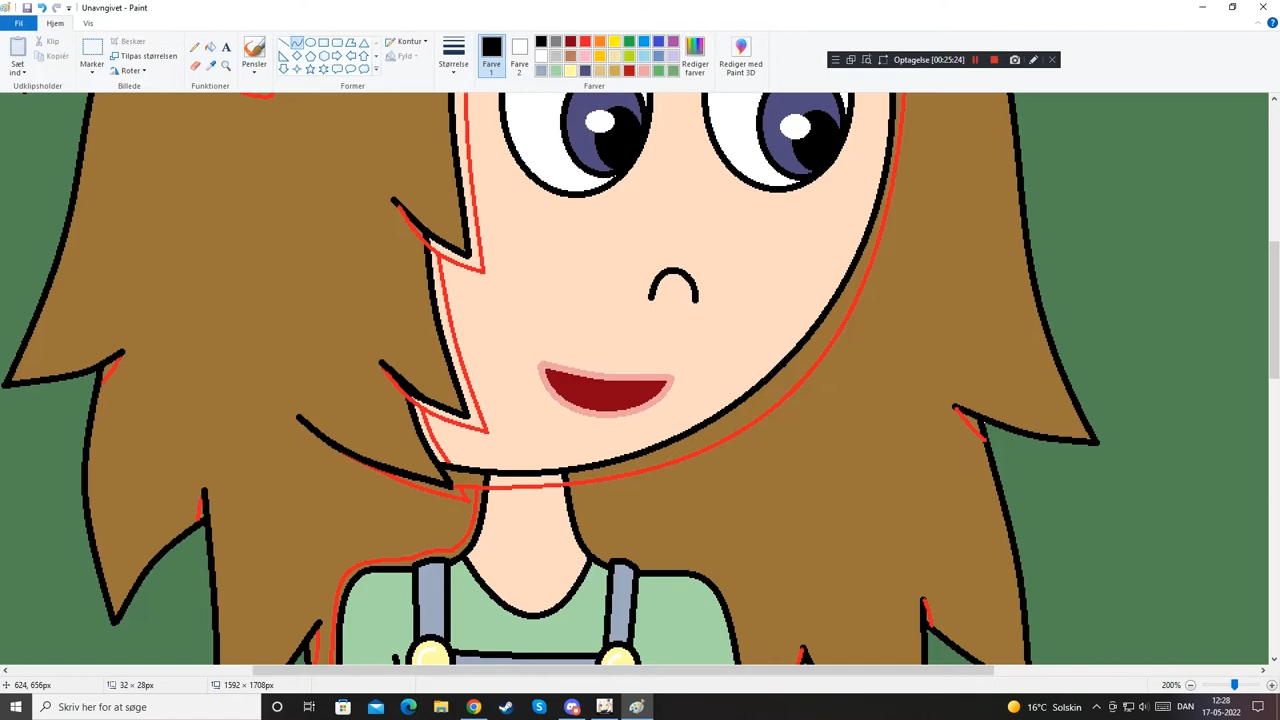 Unavngivet - Paint
Fil Hjem Vis
Sæt ind
Klip
Kopiér
Udklipsholder
Marker
Beskær
Tilpas størrelsen
Roter
Billede
A
Funktioner
Pensler
Kontur
Fyld
Former
Størrelse
Farve 1
Farve 2
Rediger farver
Farver
Rediger med Paint 3D
Optagelse [00:25:24]
624, 656px
32 × 28px
1592 × 1708px
200%
Skriv her for at søge
16°C Solskin
DAN
12:28
17-05-2022